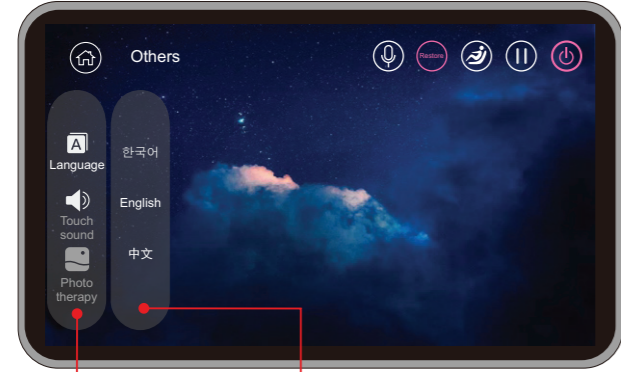 Others
Restore
A
Language
Touch
sound
Photo
therapy
한국어
English
中文